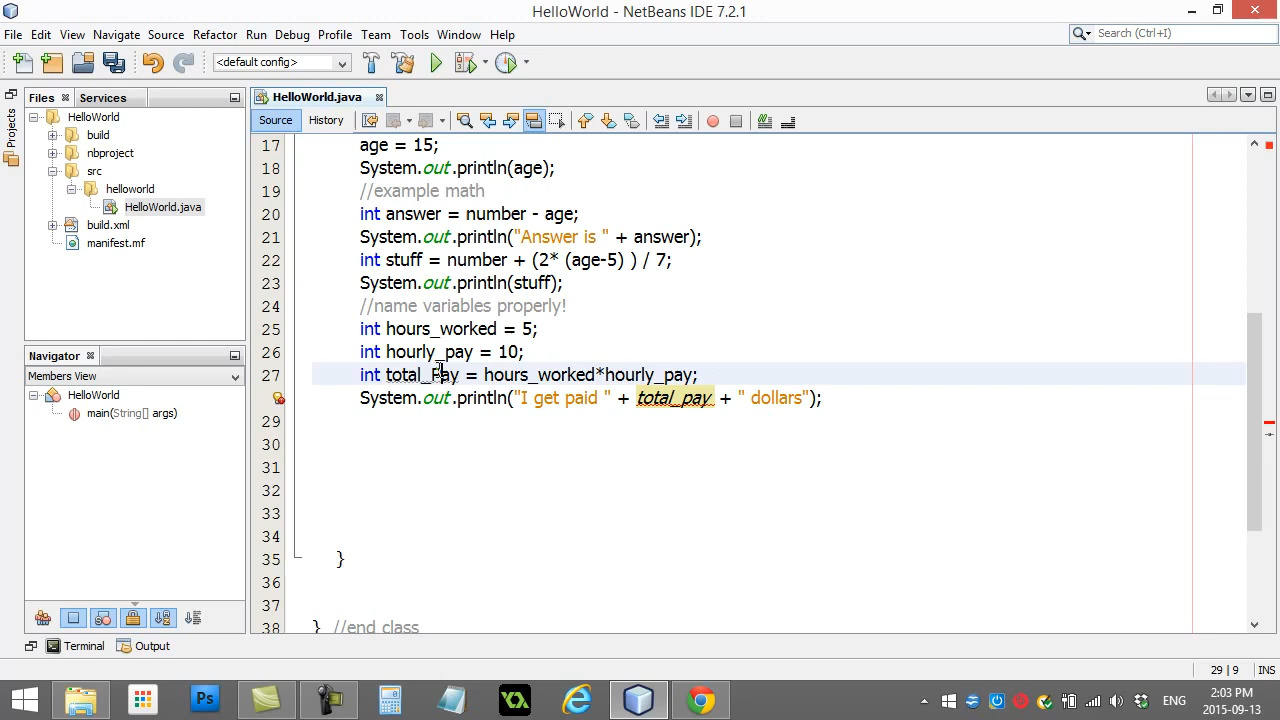 HelloWorld - NetBeans IDE 7.2.1
File Edit View Navigate Source Refactor Run Debug Profile Team Tools Window Help
Search (Ctrl+I)
<default config>
Projects
Files
Services
HelloWorld
build
nbproject
src
helloworld
HelloWorld.java
build.xml
manifest.mf
Navigator
Members View
HelloWorld
main(String[] args)
HelloWorld.java
Source History
17 age = 15;
18 System.out.println(age);
19 //example math
20 int answer = number - age;
21 System.out.println("Answer is " + answer);
22 int stuff = number + (2* (age-5) ) / 7;
23 System.out.println(stuff);
24 //name variables properly!
25 int hours_worked = 5;
26 int hourly_pay = 10;
27 int total_Pay = hours_worked*hourly_pay;
System.out.println("I get paid " + total_pay + " dollars");
29
30
31
32
33
34
35 }
36
37
38 } //end class
Terminal Output
29 | 9 INS
Ps
ENG
2:03 PM
2015-09-13